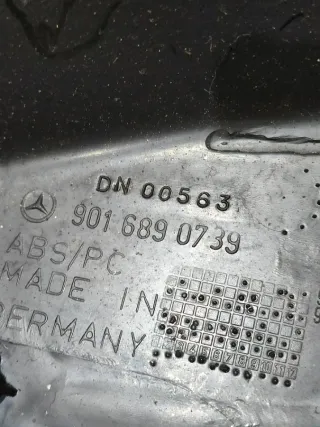 DN 00563
901 689 0739
ABS/PC
MADE IN
GERMANY